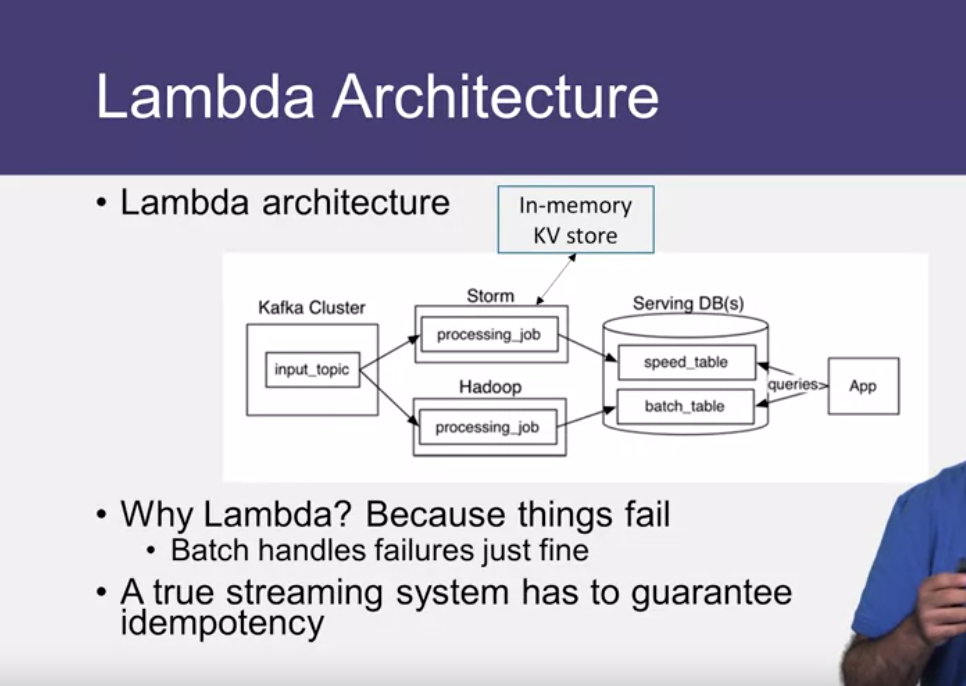 Lambda Architecture
• Lambda architecture
In-memory
KV store
Kafka Cluster
input_topic
Storm
processing_job
Hadoop
processing_job
Serving DB(s)
speed_table
batch_table
queries
App
• Why Lambda? Because things fail
• Batch handles failures just fine
• A true streaming system has to guarantee
idempotency